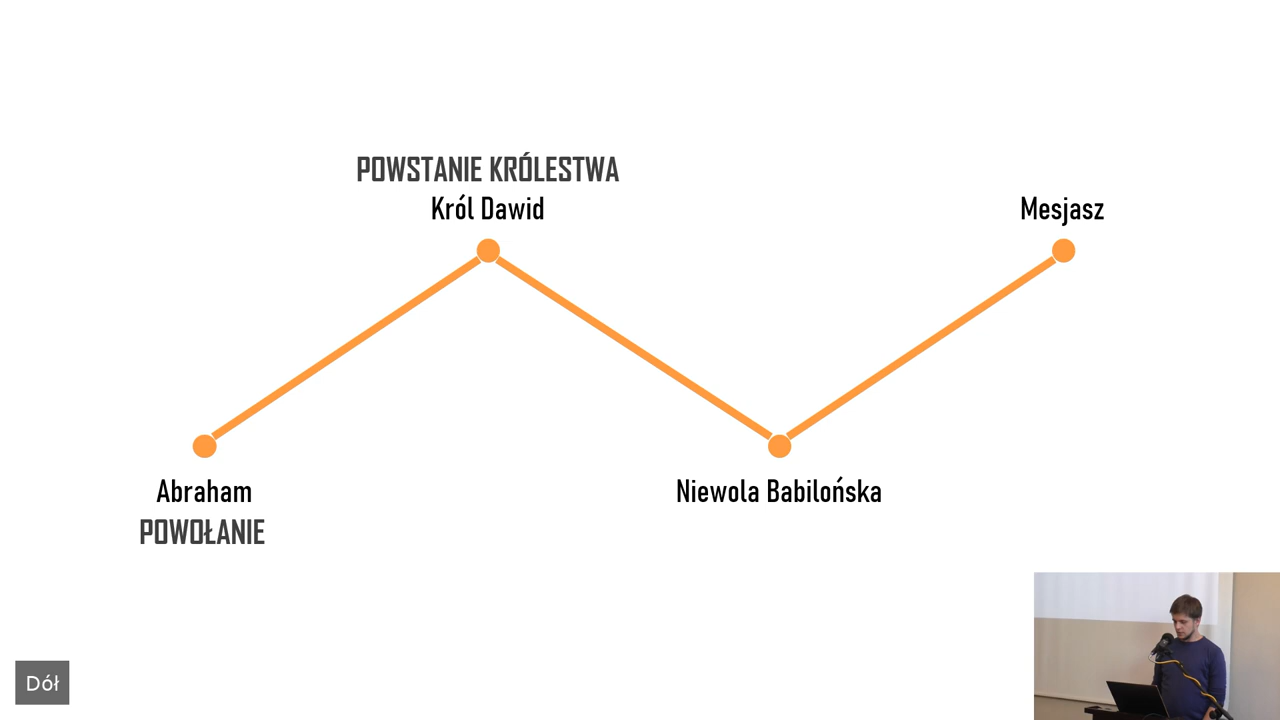 POWSTANIE KRÓLESTWA
Król Dawid
Mesjasz
Abraham
POWOŁANIE
Niewola Babilońska
Dół